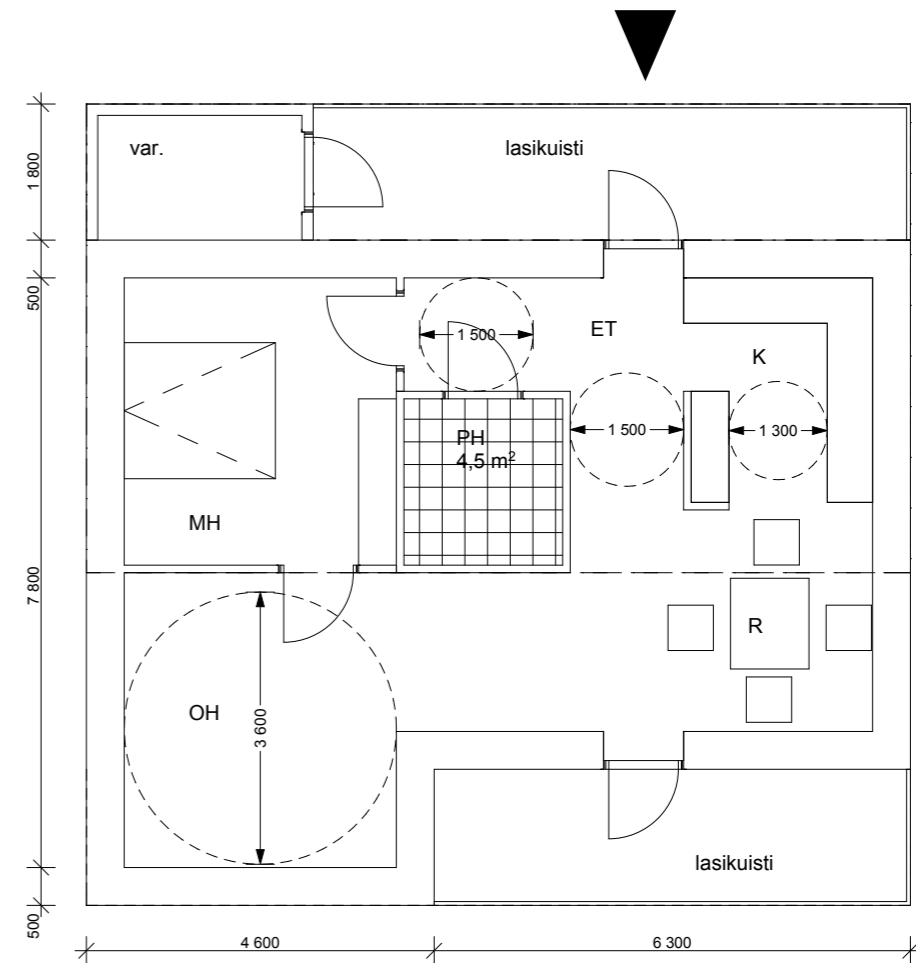 var.
lasikuisti
1 800
500
1 500
ET
K
PH
4,5 m²
1 500
1 300
MH
7 800
R
OH
3 600
lasikuisti
500
4 600
6 300